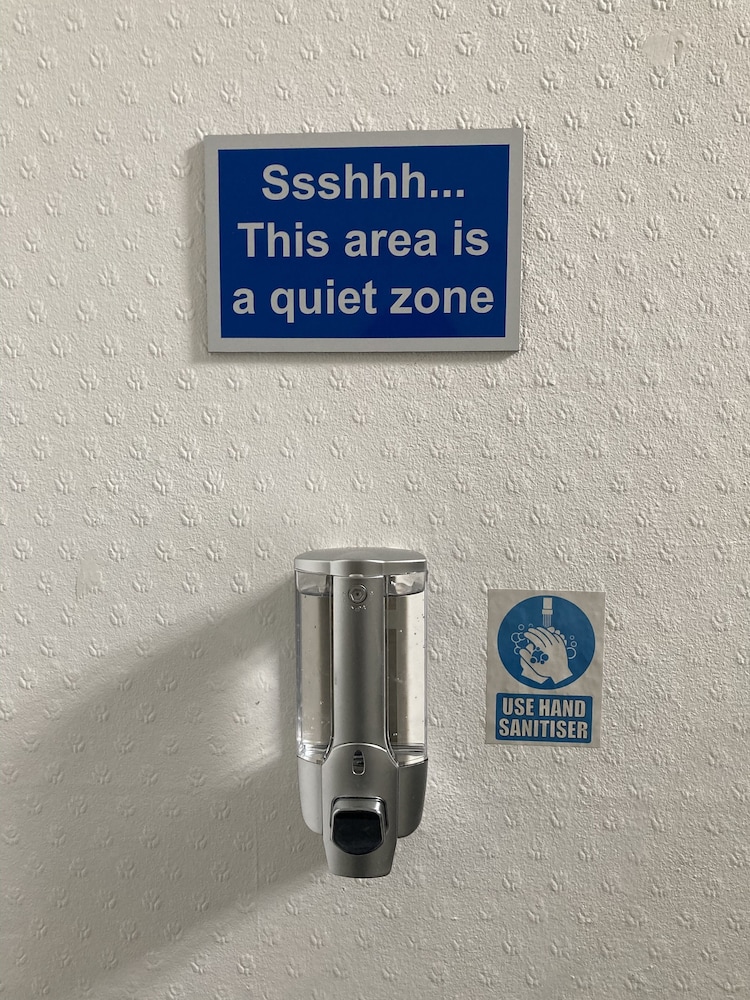 Ssshhh...
This area is
a quiet zone
USE HAND
SANITISER